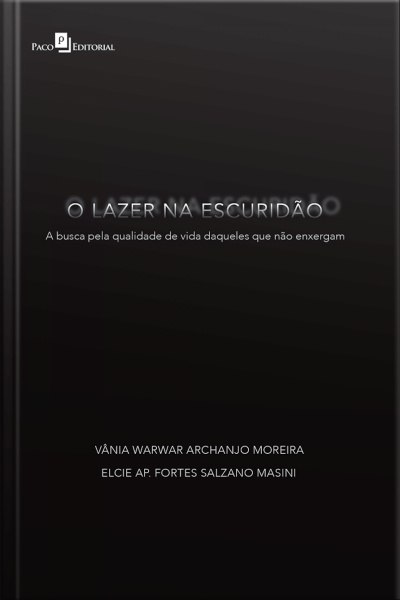 PACO P EDITORIAL
O LAZER NA ESCURIDÃO
A busca pela qualidade de vida daqueles que não enxergam
VÂNIA WARWAR ARCHANJO MOREIRA
ELCIE AP. FORTES SALZANO MASINI